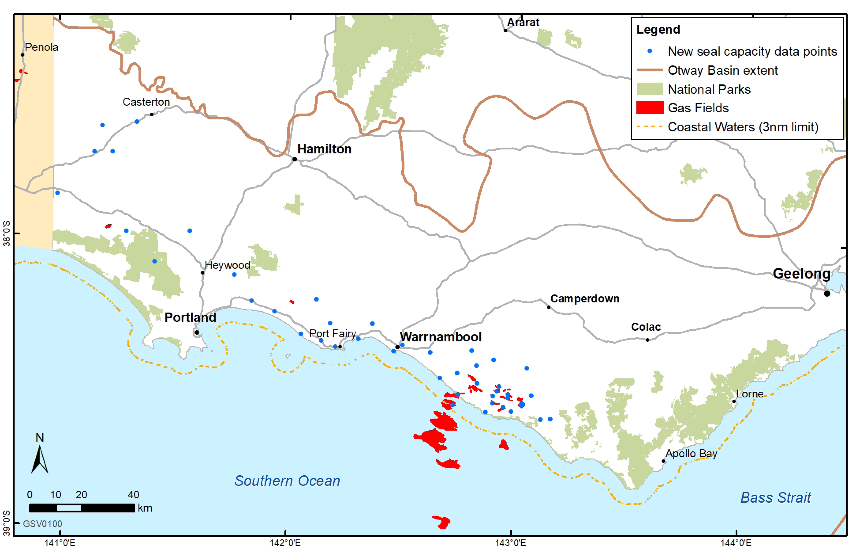 Ararat
Legend
New seal capacity data points
Otway Basin extent
National Parks
Gas Fields
Coastal Waters (3nm limit)
Penola
Casterton
Hamilton
38°0'S
Heywood
Geelong
Portland
Camperdown
Port Fairy
Warrnambool
Colac
Lorne
N
Apollo Bay
Southern Ocean
Bass Strait
0 10 20 40
km
GSV0100
39°0'S
141°0'E
142°0'E
143°0'E
144°0'E